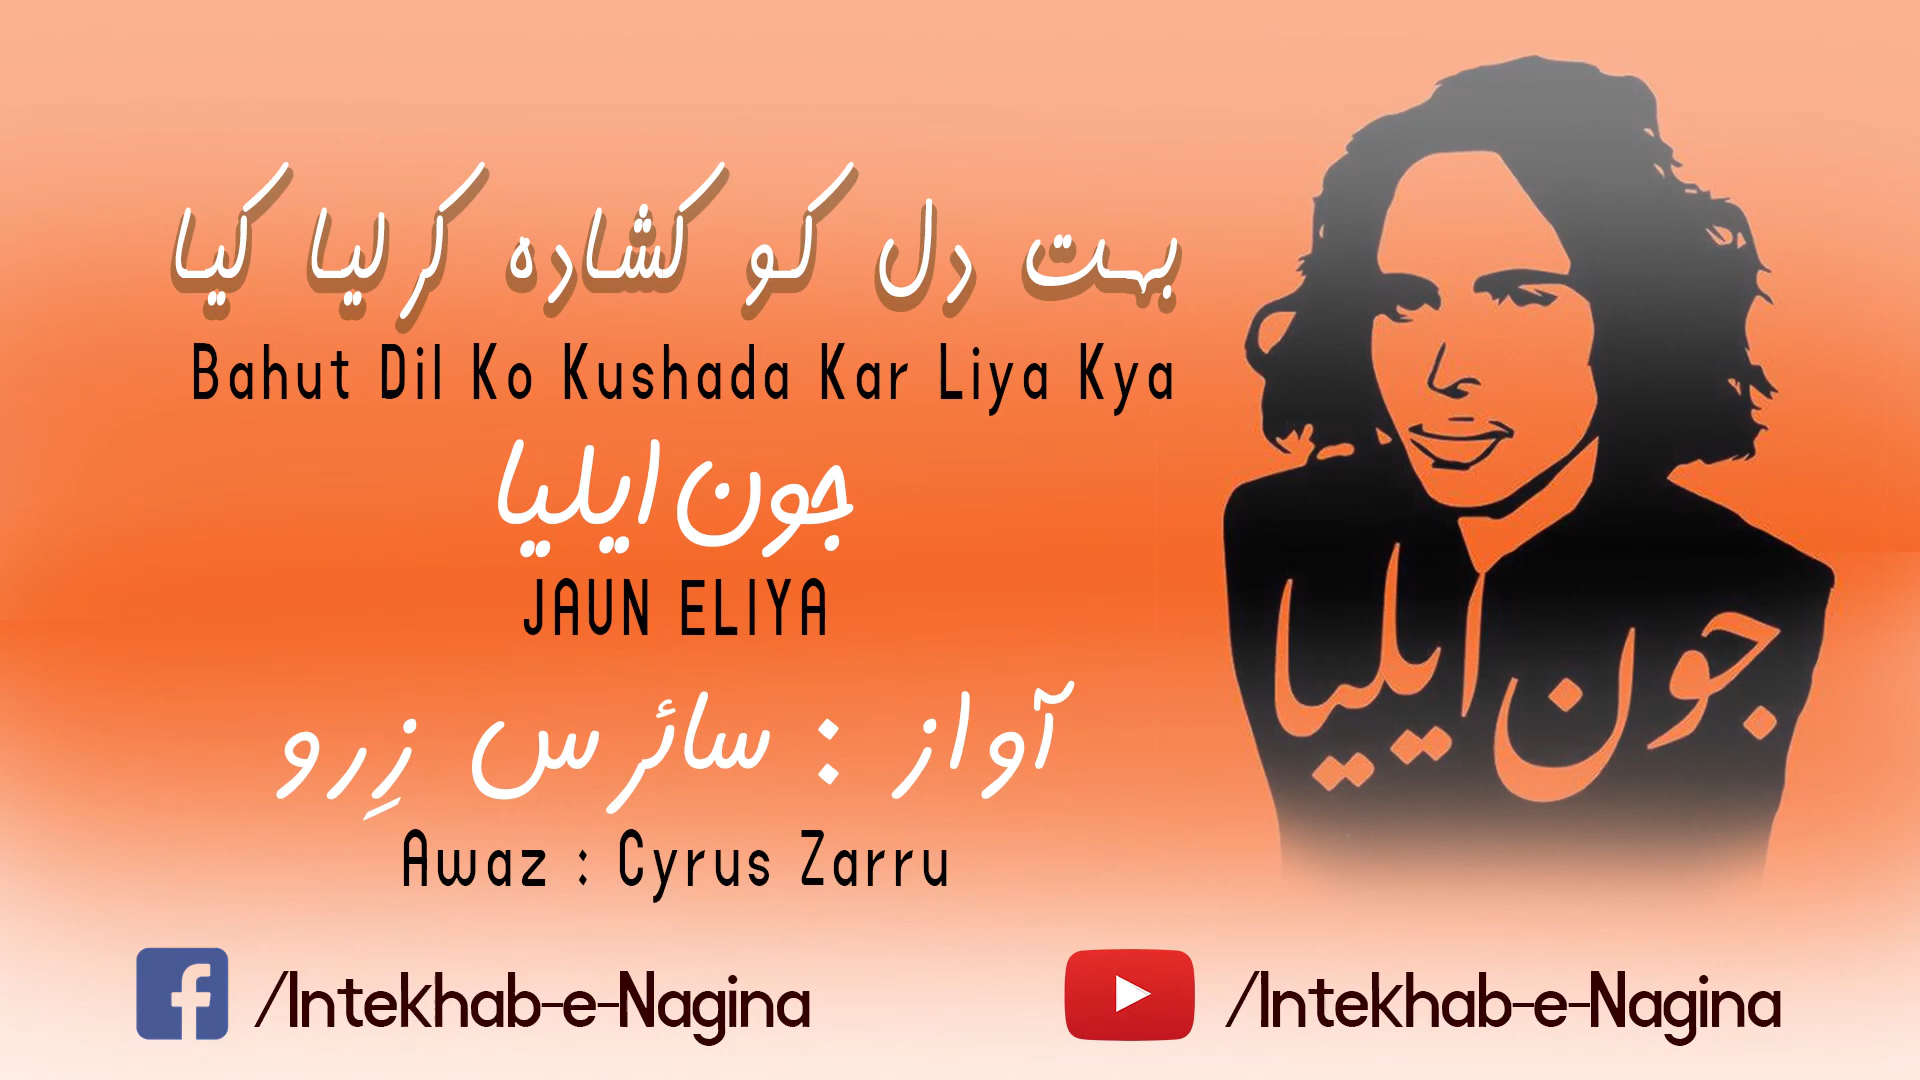 بہت دل کو کشادہ کرلیا کیا
Bahut Dil Ko Kushada Kar Liya Kya
جون ایلیا
JAUN ELIYA
آواز : سائرس زِرو
Awaz : Cyrus Zarru
جون ایلیا
/Intekhab-e-Nagina
/Intekhab-e-Nagina